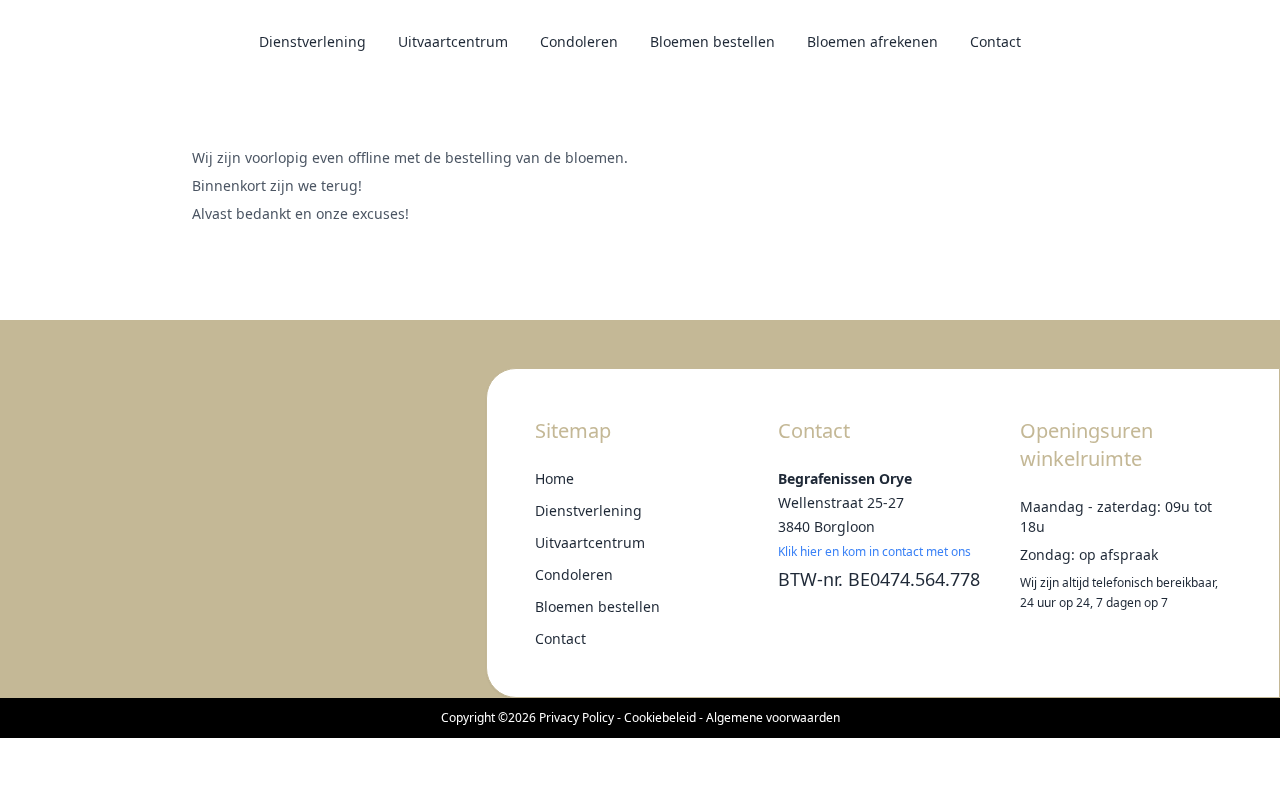 Dienstverlening Uitvaartcentrum Condoleren Bloemen bestellen Bloemen afrekenen Contact
Wij zijn voorlopig even offline met de bestelling van de bloemen.
Binnenkort zijn we terug!
Alvast bedankt en onze excuses!
Sitemap
Home
Dienstverlening
Uitvaartcentrum
Condoleren
Bloemen bestellen
Contact
Contact
Begrafenissen Orye
Wellenstraat 25-27
3840 Borgloon
Klik hier en kom in contact met ons
BTW-nr. BE0474.564.778
Openingsuren
winkelruimte
Maandag - zaterdag: 09u tot
18u
Zondag: op afspraak
Wij zijn altijd telefonisch bereikbaar,
24 uur op 24, 7 dagen op 7
Copyright ©2026 Privacy Policy - Cookiebeleid - Algemene voorwaarden